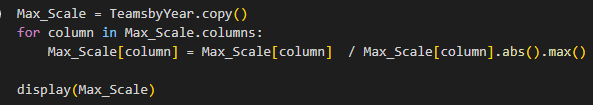 Max_Scale = TeamsbyYear.copy()
for column in Max_Scale.columns:
    Max_Scale[column] = Max_Scale[column]  / Max_Scale[column].abs().max()

display(Max_Scale)